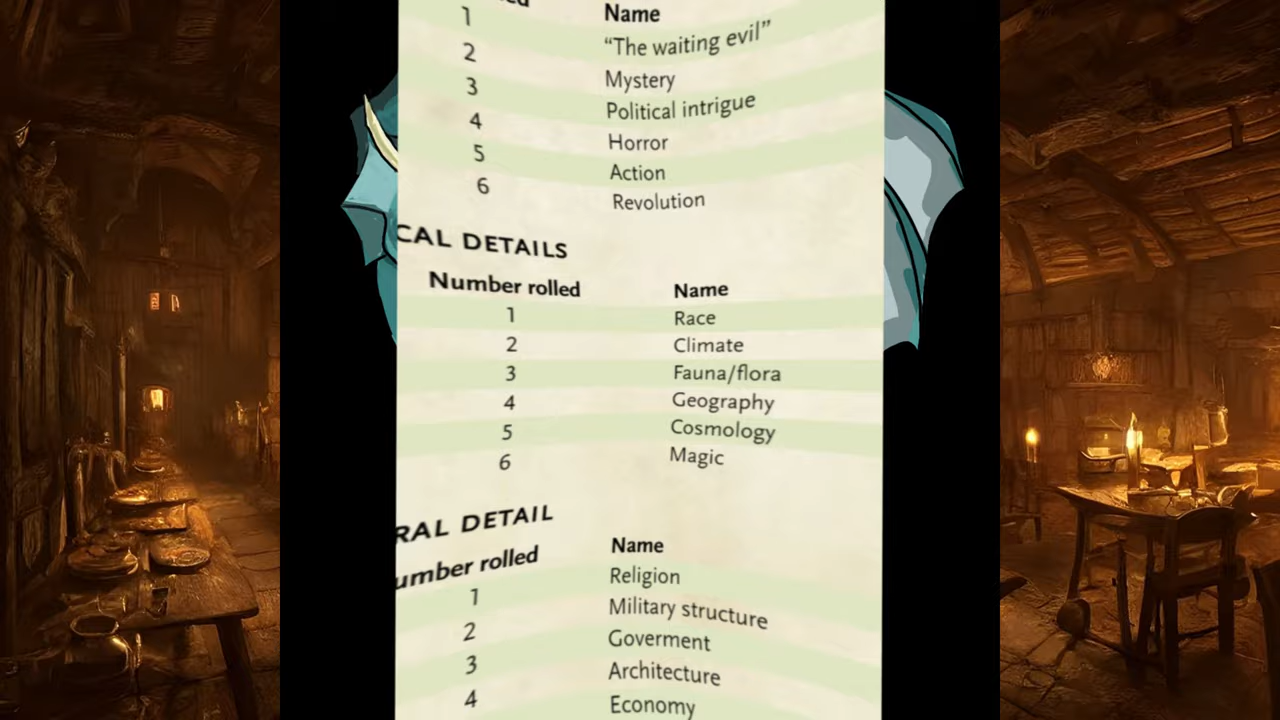 Name
1 “The waiting evil”
2 Mystery
3 Political intrigue
4 Horror
5 Action
6 Revolution
CAL DETAILS
Number rolled Name
1 Race
2 Climate
3 Fauna/flora
4 Geography
5 Cosmology
6 Magic
RAL DETAIL
umber rolled Name
1 Religion
2 Military structure
3 Goverment
4 Architecture
Economy